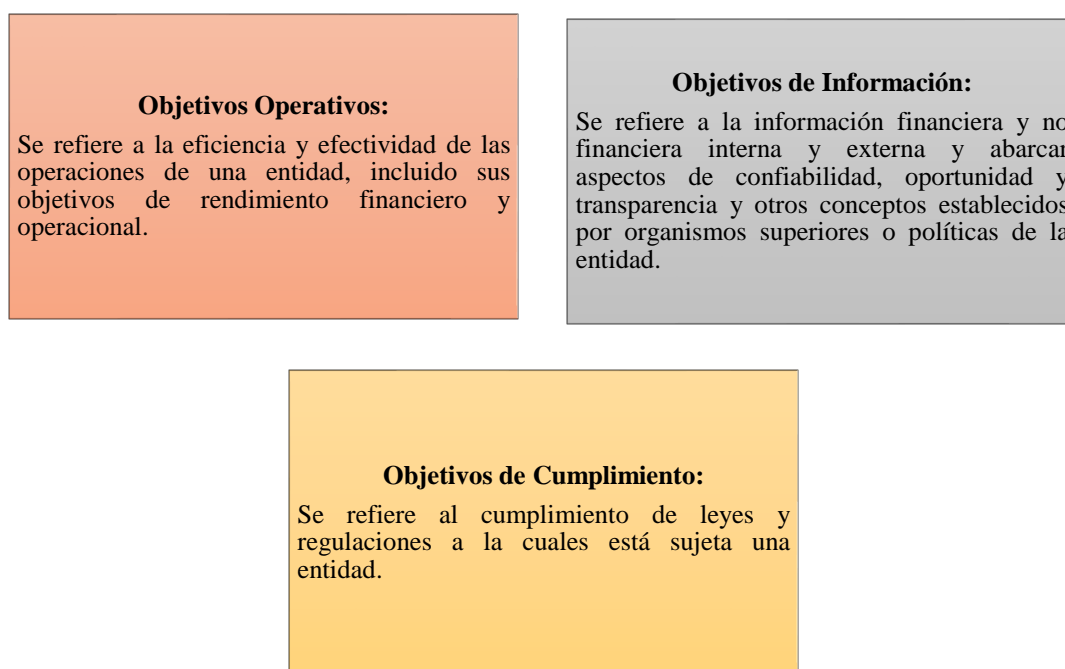 Objetivos Operativos:
Se refiere a la eficiencia y efectividad de las
operaciones de una entidad, incluido sus
objetivos de rendimiento financiero y
operacional.
Objetivos de Información:
Se refiere a la información financiera y no
financiera interna y externa y abarcar
aspectos de confiabilidad, oportunidad y
transparencia y otros conceptos establecidos
por organismos superiores o políticas de la
entidad.
Objetivos de Cumplimiento:
Se refiere al cumplimiento de leyes y
regulaciones a la cuales está sujeta una
entidad.